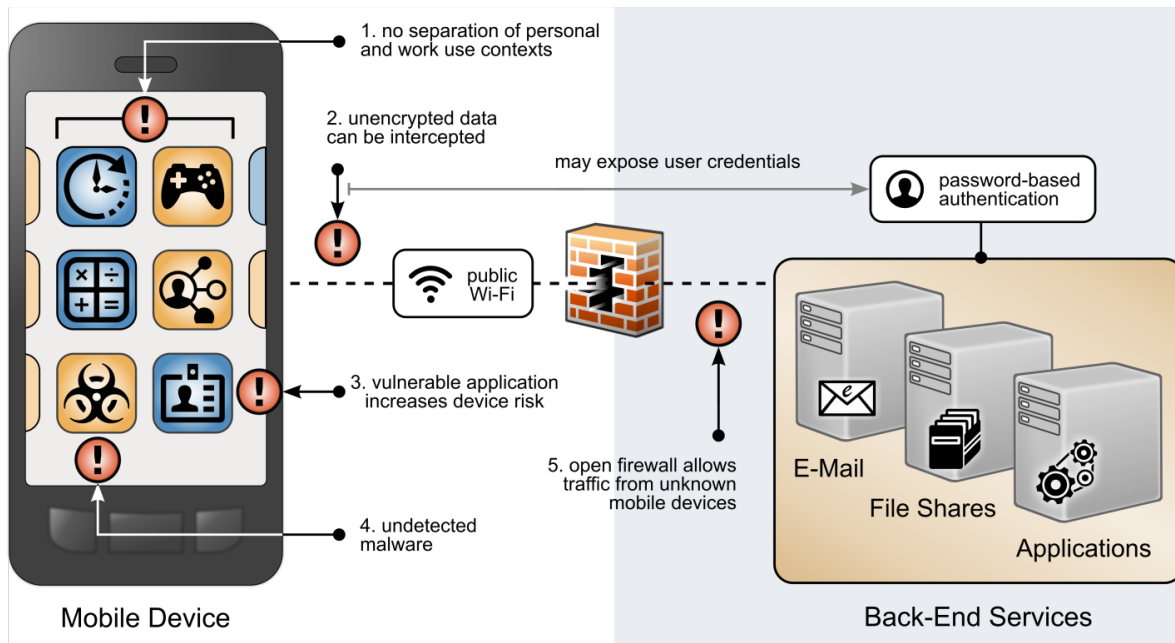 1. no separation of personal
and work use contexts
2. unencrypted data
can be intercepted
may expose user credentials
password-based
authentication
public
Wi-Fi
3. vulnerable application
increases device risk
5. open firewall allows
traffic from unknown
mobile devices
4. undetected
malware
e
E-Mail
File Shares
Applications
× ÷
+ =
Mobile Device
Back-End Services